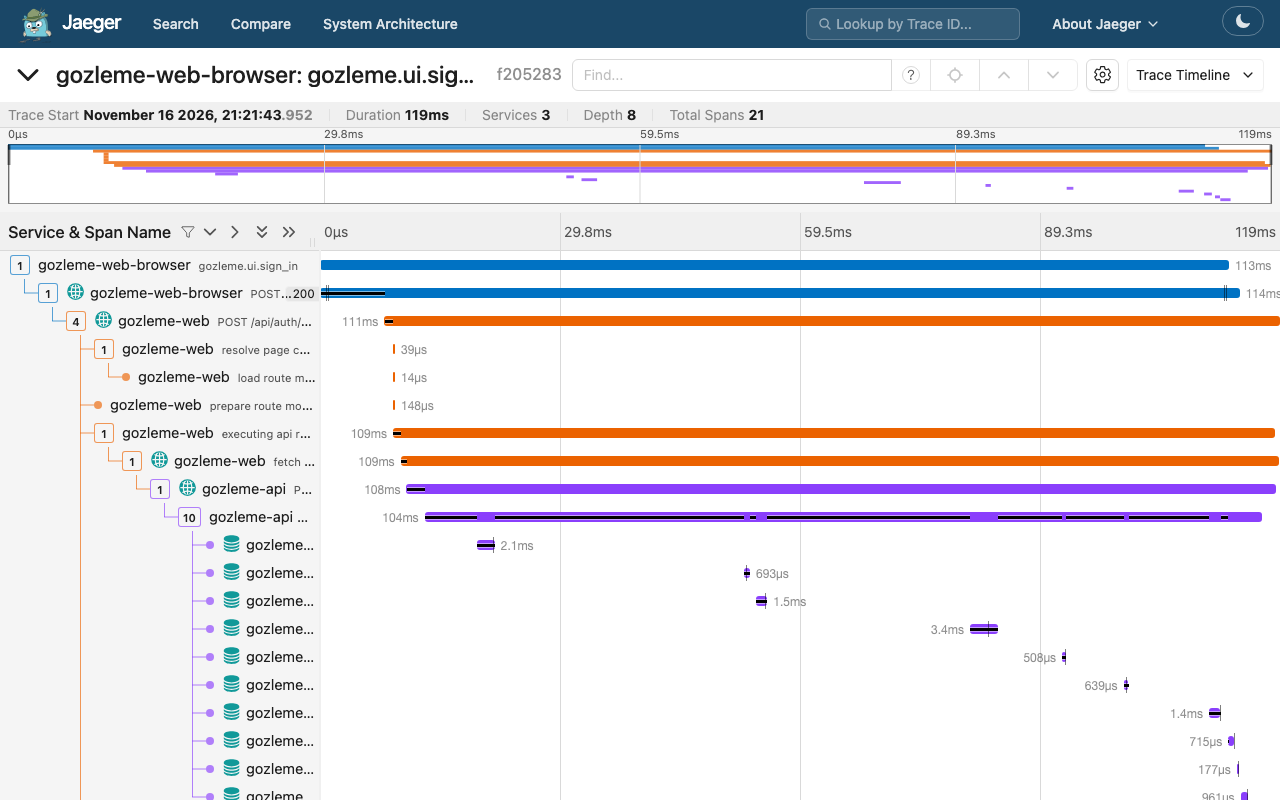 Jaeger Search Compare System Architecture Lookup by Trace ID... About Jaeger
gozleme-web-browser: gozleme.ui.sig... f205283 Find... ? Trace Timeline
Trace Start November 16 2026, 21:21:43.952 Duration 119ms Services 3 Depth 8 Total Spans 21
0μs 29.8ms 59.5ms 89.3ms 119ms
Service & Span Name 0μs 29.8ms 59.5ms 89.3ms 119ms
1 gozleme-web-browser gozleme.ui.sign_in 113ms
1 gozleme-web-browser POST...200 114ms
4 gozleme-web POST /api/auth/... 111ms
1 gozleme-web resolve page c... 39μs
gozleme-web load route m... 14μs
gozleme-web prepare route mo... 148μs
1 gozleme-web executing api r... 109ms
1 gozleme-web fetch ... 109ms
1 gozleme-api P... 108ms
10 gozleme-api ... 104ms
gozleme... 2.1ms
gozleme... 693μs
gozleme... 1.5ms
gozleme... 3.4ms
gozleme... 508μs
gozleme... 639μs
gozleme... 1.4ms
gozleme... 715μs
gozleme... 177μs
gozleme... 961μs